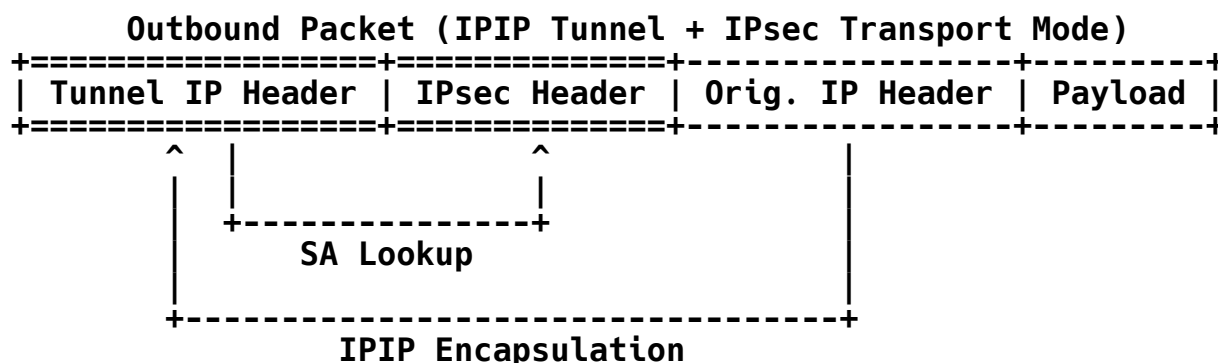 Outbound Packet (IPIP Tunnel + IPsec Transport Mode)
| Tunnel IP Header | IPsec Header | Orig. IP Header | Payload |
SA Lookup
IPIP Encapsulation